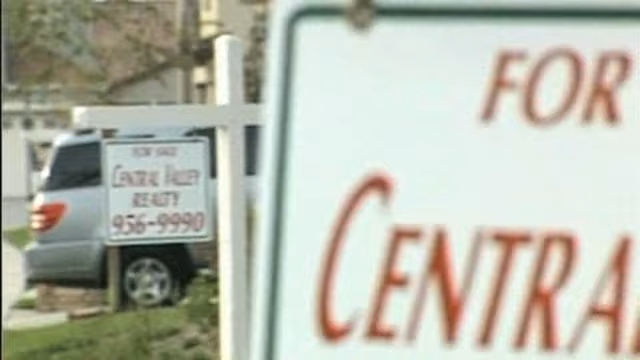 FOR SALE
CENTRAL VALLEY
REALTY
956-9990
FOR
CENTRA